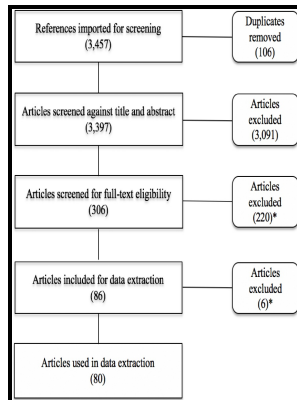 References imported for screening
(3,457)
Duplicates
removed
(106)
Articles screened against title and abstract
(3,397)
Articles
excluded
(3,091)
Articles screened for full-text eligibility
(306)
Articles
excluded
(220)*
Articles included for data extraction
(86)
Articles
excluded
(6)*
Articles used in data extraction
(80)